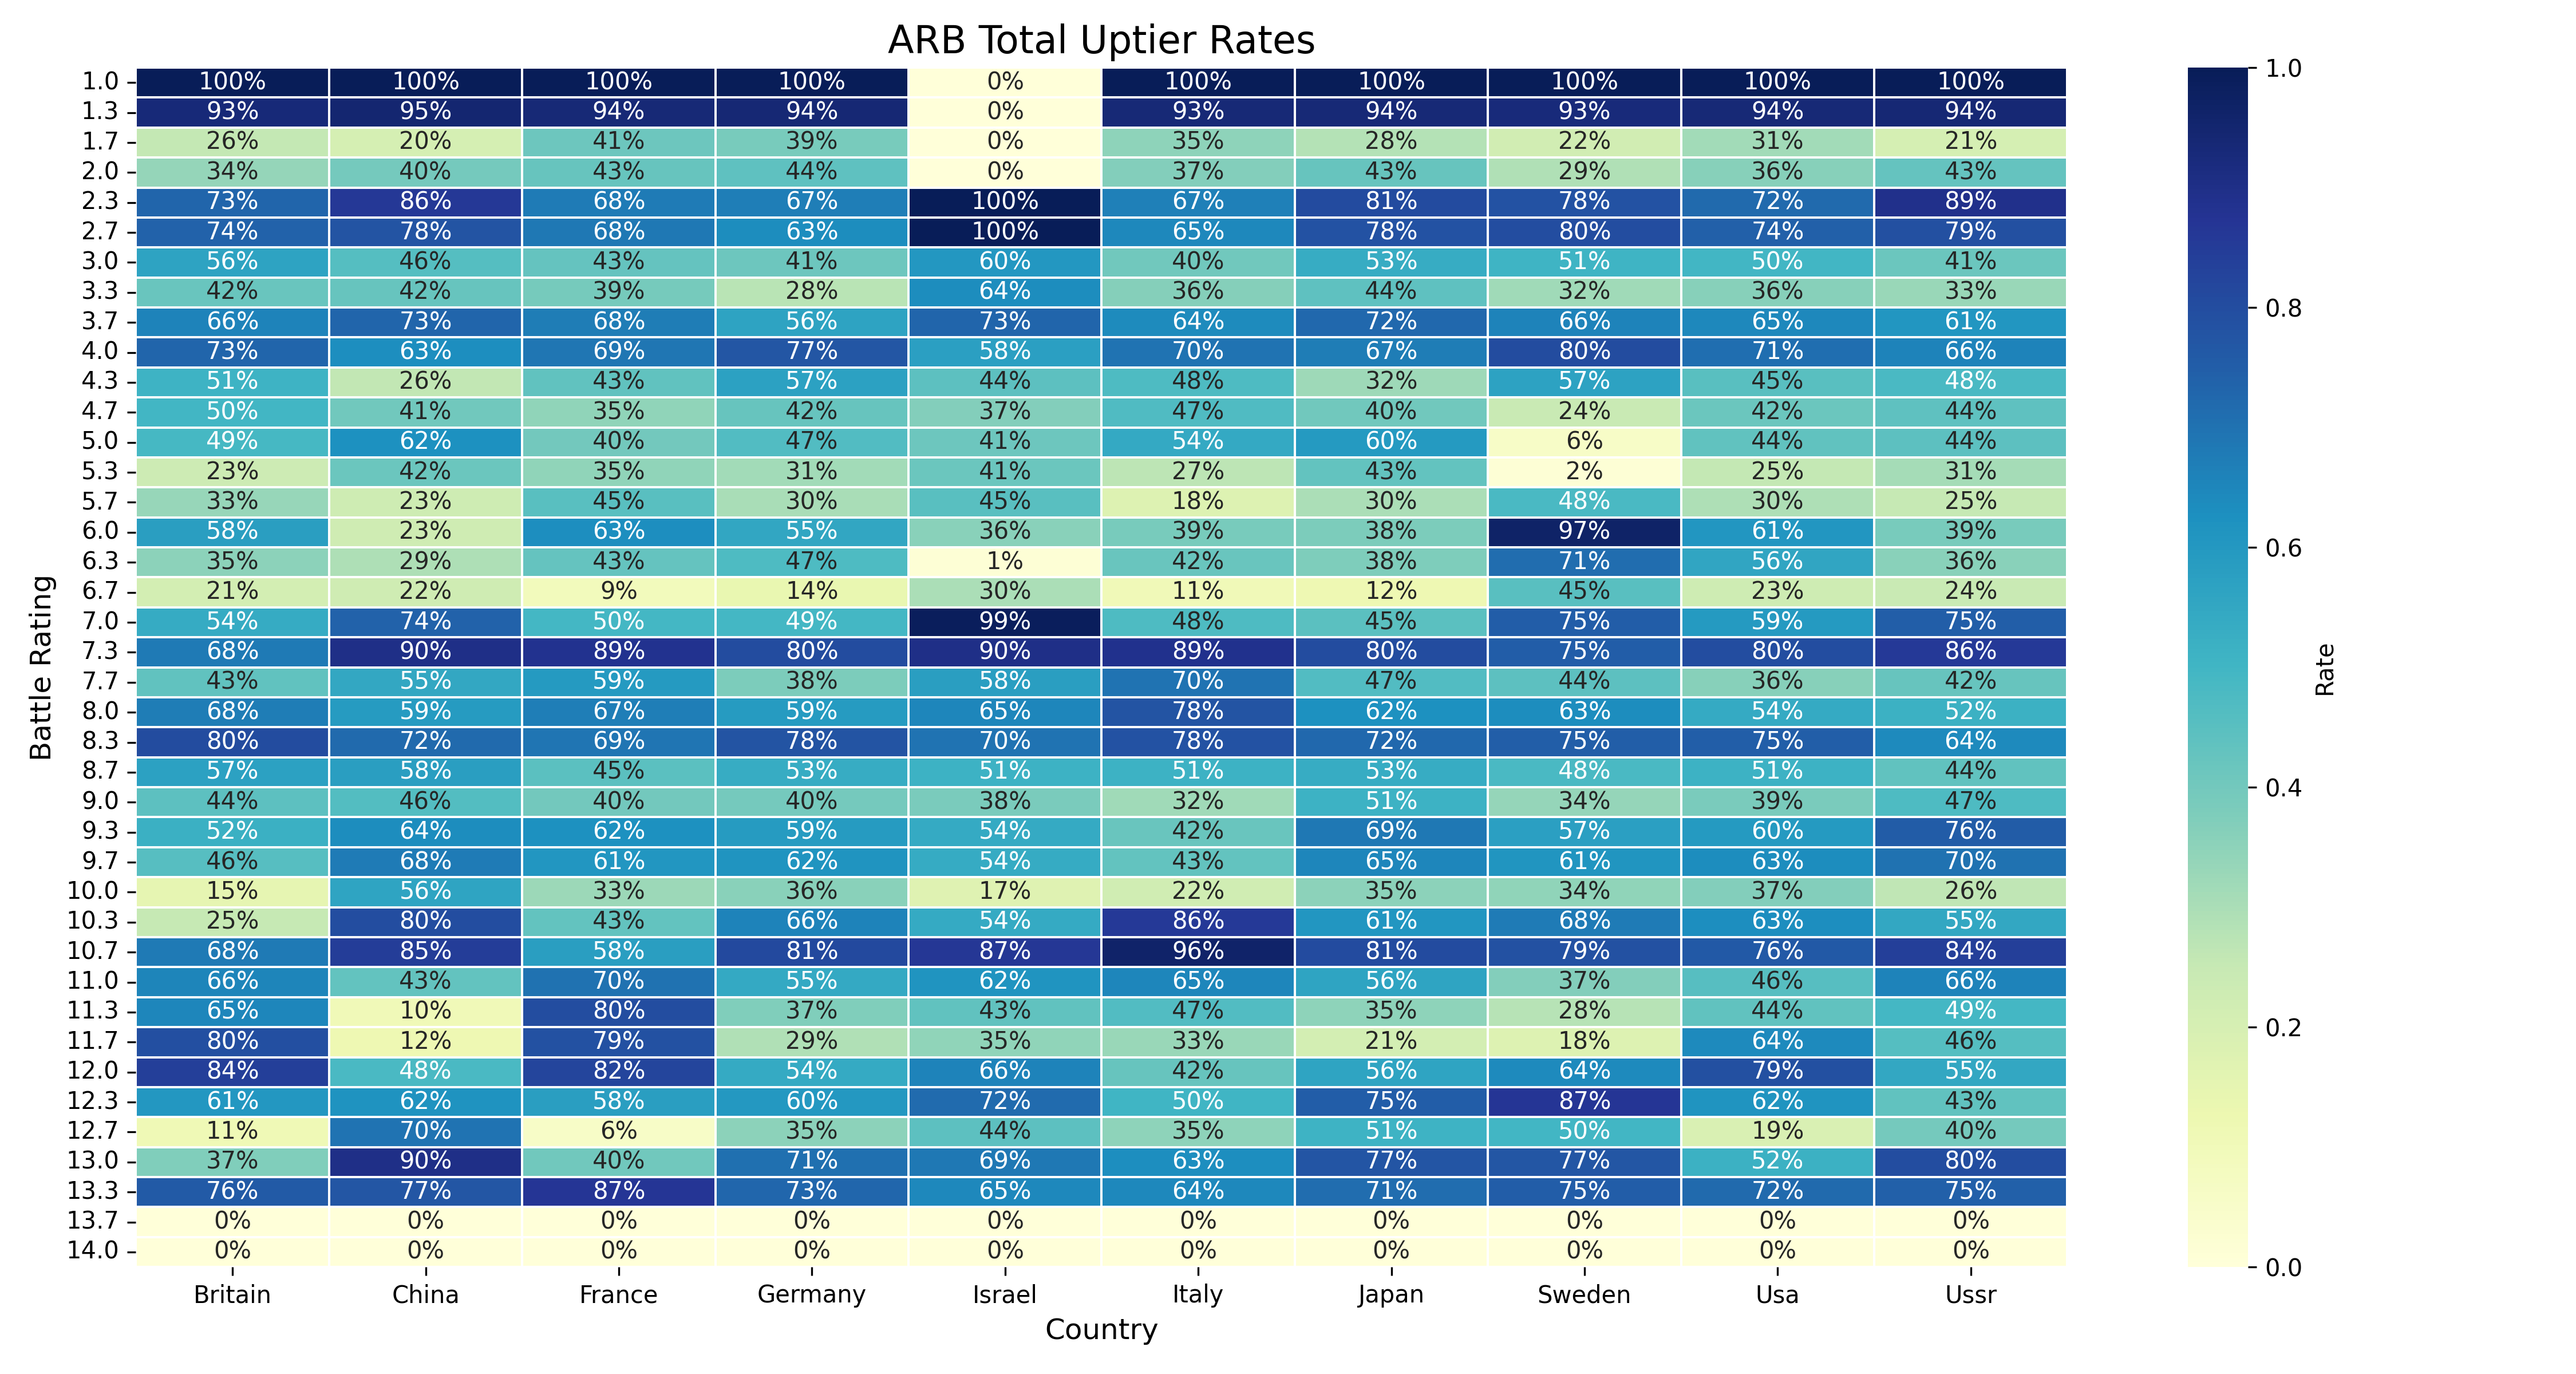 ARB Total Uptier Rates
1.0 100% 100% 100% 100% 0% 100% 100% 100% 100% 100% 1.0
1.3 93% 95% 94% 94% 0% 93% 94% 93% 94% 94%
1.7 26% 20% 41% 39% 0% 35% 28% 22% 31% 21%
2.0 34% 40% 43% 44% 0% 37% 43% 29% 36% 43%
2.3 73% 86% 68% 67% 100% 67% 81% 78% 72% 89%
2.7 74% 78% 68% 63% 100% 65% 78% 80% 74% 79%
3.0 56% 46% 43% 41% 60% 40% 53% 51% 50% 41%
3.3 42% 42% 39% 28% 64% 36% 44% 32% 36% 33% 0.8
3.7 66% 73% 68% 56% 73% 64% 72% 66% 65% 61%
4.0 73% 63% 69% 77% 58% 70% 67% 80% 71% 66%
4.3 51% 26% 43% 57% 44% 48% 32% 57% 45% 48%
4.7 50% 41% 35% 42% 37% 47% 40% 24% 42% 44%
5.0 49% 62% 40% 47% 41% 54% 60% 6% 44% 44%
5.3 23% 42% 35% 31% 41% 27% 43% 2% 25% 31%
5.7 33% 23% 45% 30% 45% 18% 30% 48% 30% 25%
6.0 58% 23% 63% 55% 36% 39% 38% 97% 61% 39% 0.6
6.3 35% 29% 43% 47% 1% 42% 38% 71% 56% 36%
6.7 21% 22% 9% 14% 30% 11% 12% 45% 23% 24%
7.0 54% 74% 50% 49% 99% 48% 45% 75% 59% 75%
7.3 68% 90% 89% 80% 90% 89% 80% 75% 80% 86%
7.7 43% 55% 59% 38% 58% 70% 47% 44% 36% 42%
8.0 68% 59% 67% 59% 65% 78% 62% 63% 54% 52%
8.3 80% 72% 69% 78% 70% 78% 72% 75% 75% 64%
8.7 57% 58% 45% 53% 51% 51% 53% 48% 51% 44%
9.0 44% 46% 40% 40% 38% 32% 51% 34% 39% 47% 0.4
9.3 52% 64% 62% 59% 54% 42% 69% 57% 60% 76%
9.7 46% 68% 61% 62% 54% 43% 65% 61% 63% 70%
10.0 15% 56% 33% 36% 17% 22% 35% 34% 37% 26%
10.3 25% 80% 43% 66% 54% 86% 61% 68% 63% 55%
10.7 68% 85% 58% 81% 87% 96% 81% 79% 76% 84%
11.0 66% 43% 70% 55% 62% 65% 56% 37% 46% 66%
11.3 65% 10% 80% 37% 43% 47% 35% 28% 44% 49%
11.7 80% 12% 79% 29% 35% 33% 21% 18% 64% 46% 0.2
12.0 84% 48% 82% 54% 66% 42% 56% 64% 79% 55%
12.3 61% 62% 58% 60% 72% 50% 75% 87% 62% 43%
12.7 11% 70% 6% 35% 44% 35% 51% 50% 19% 40%
13.0 37% 90% 40% 71% 69% 63% 77% 77% 52% 80%
13.3 76% 77% 87% 73% 65% 64% 71% 75% 72% 75%
13.7 0% 0% 0% 0% 0% 0% 0% 0% 0% 0%
14.0 0% 0% 0% 0% 0% 0% 0% 0% 0% 0% 0.0
Britain China France Germany Israel Italy Japan Sweden Usa Ussr
Country
Battle Rating
Rate